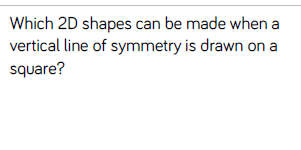 Which 2D shapes can be made when a
vertical line of symmetry is drawn on a
square?